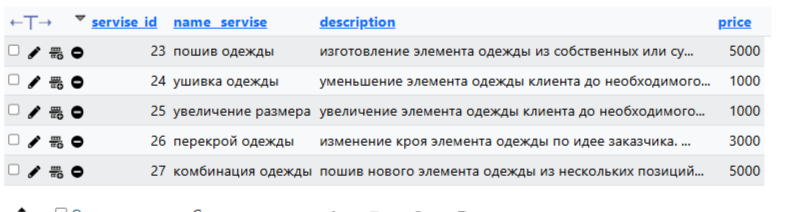 ←T→ servise_id name_servise description price
23 пошив одежды изготовление элемента одежды из собственных или су... 5000
24 ушивка одежды уменьшение элемента одежды клиента до необходимого... 1000
25 увеличение размера увеличение элемента одежды клиента до необходимого... 1000
26 перекрой одежды изменение кроя элемента одежды по идее заказчика. ... 3000
27 комбинация одежды пошив нового элемента одежды из нескольких позиций... 5000